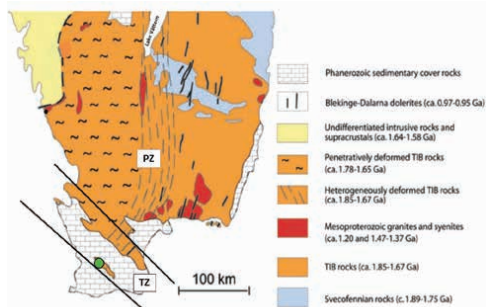 Lake Vättern
PZ
TZ
100 km
Phanerozoic sedimentary cover rocks
Blekinge-Dalarna dolerites (ca. 0.97-0.95 Ga)
Undifferentiated intrusive rocks and
supracrustals (ca. 1.64-1.58 Ga)
Penetratively deformed TIB rocks
(ca. 1.78-1.65 Ga)
Heterogeneously deformed TIB rocks
(ca. 1.85-1.67 Ga)
Mesoproterozoic granites and syenites
(ca. 1.20 and 1.47-1.37 Ga)
TIB rocks (ca. 1.85-1.67 Ga)
Svecofennian rocks (c. 1.89-1.75 Ga)